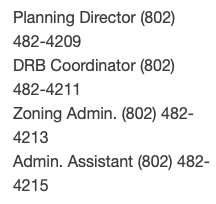 Planning Director (802)
482-4209
DRB Coordinator (802)
482-4211
Zoning Admin. (802) 482-
4213
Admin. Assistant (802) 482-
4215